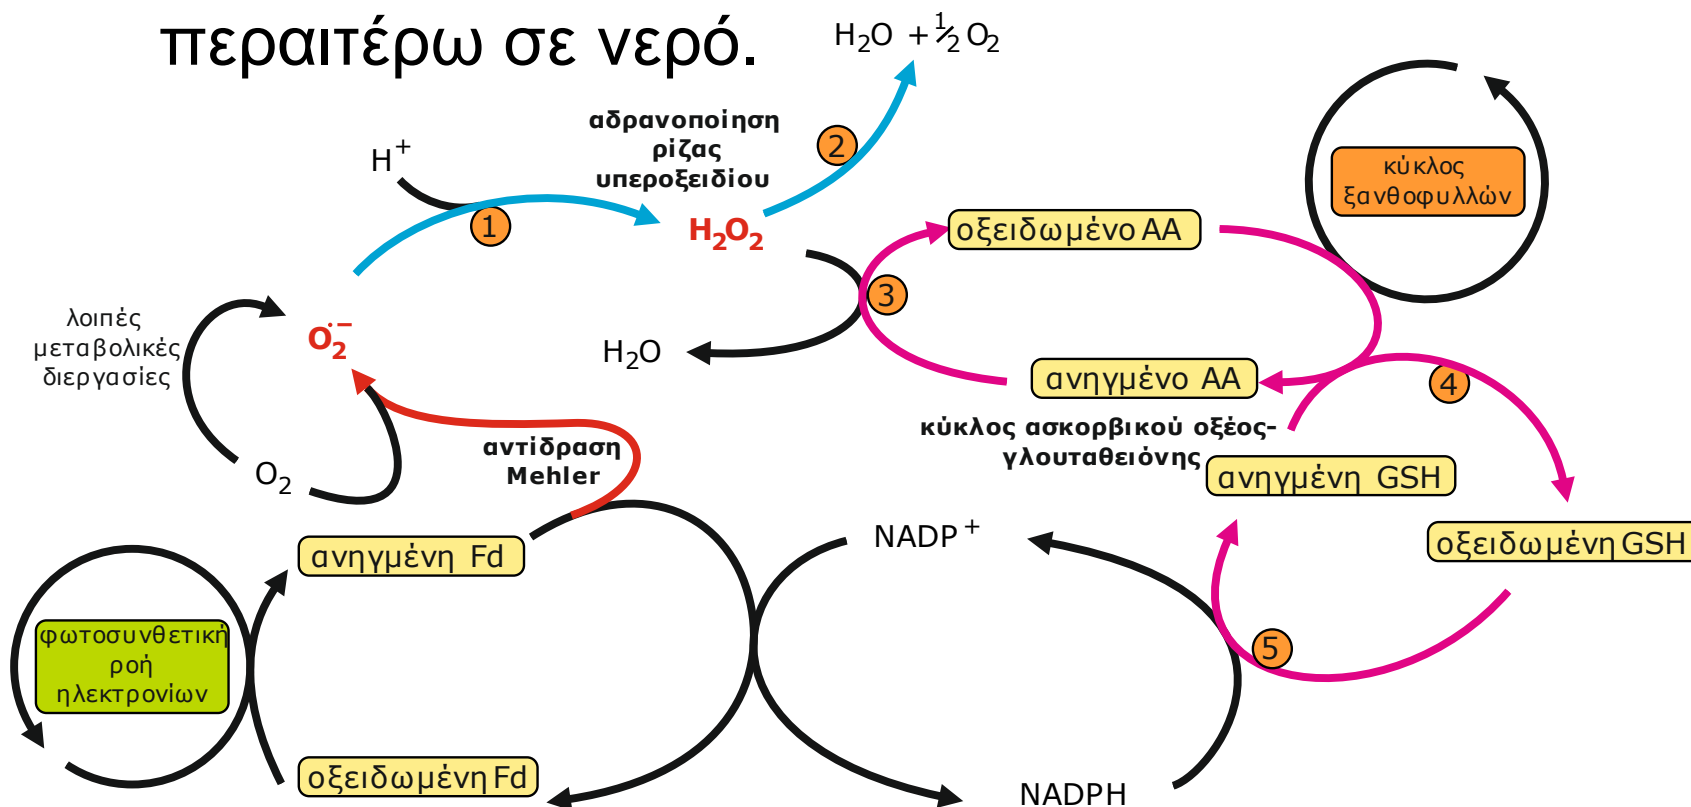 περαιτέρω σε νερό.
H₂O + ½ O₂
αδρανοποίηση
ρίζας
υπεροξειδίου
2
H⁺
κύκλος
ξανθοφυλλών
1
H₂O₂
οξειδωμένο AA
3
λοιπές
μεταβολικές
διεργασίες
O₂·⁻
H₂O
ανηγμένο AA
4
κύκλος ασκορβικού οξέος-
γλουταθειόνης
αντίδραση
Mehler
O₂
ανηγμένη GSH
ανηγμένη Fd
NADP⁺
οξειδωμένη GSH
φωτοσυνθετική
ροή
ηλεκτρονίων
5
οξειδωμένη Fd
NADPH